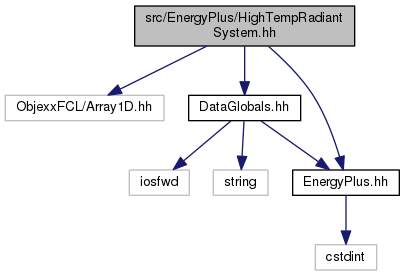 src/EnergyPlus/HighTempRadiant
System.hh
ObjexxFCL/Array1D.hh
DataGlobals.hh
iosfwd
string
EnergyPlus.hh
cstdint